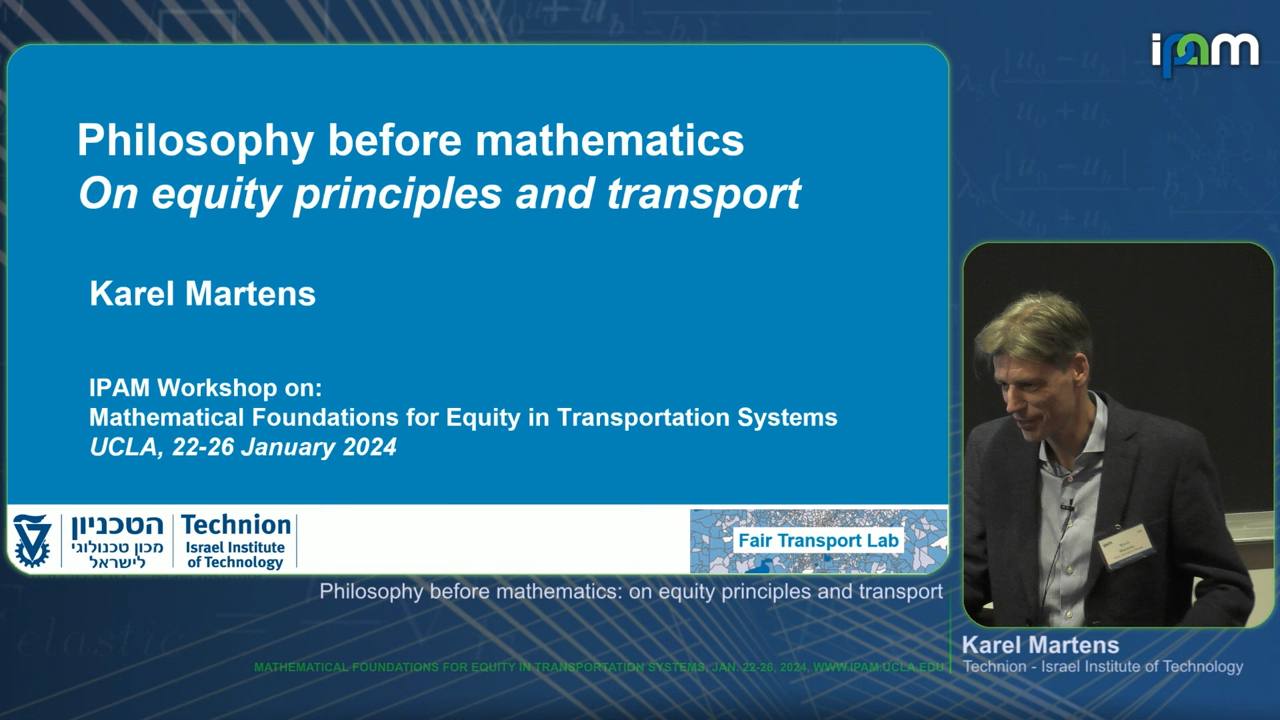 ipam
Philosophy before mathematics
On equity principles and transport
Karel Martens
IPAM Workshop on:
Mathematical Foundations for Equity in Transportation Systems
UCLA, 22-26 January 2024
הטכניון
מכון טכנולוגי
לישראל
Technion
Israel Institute
of Technology
Fair Transport Lab
Philosophy before mathematics: on equity principles and transport
Karel Martens
Technion - Israel Institute of Technology
MATHEMATICAL FOUNDATIONS FOR EQUITY IN TRANSPORTATION SYSTEMS, JAN. 22-26, 2024, WWW.IPAM.UCLA.EDU
elastic